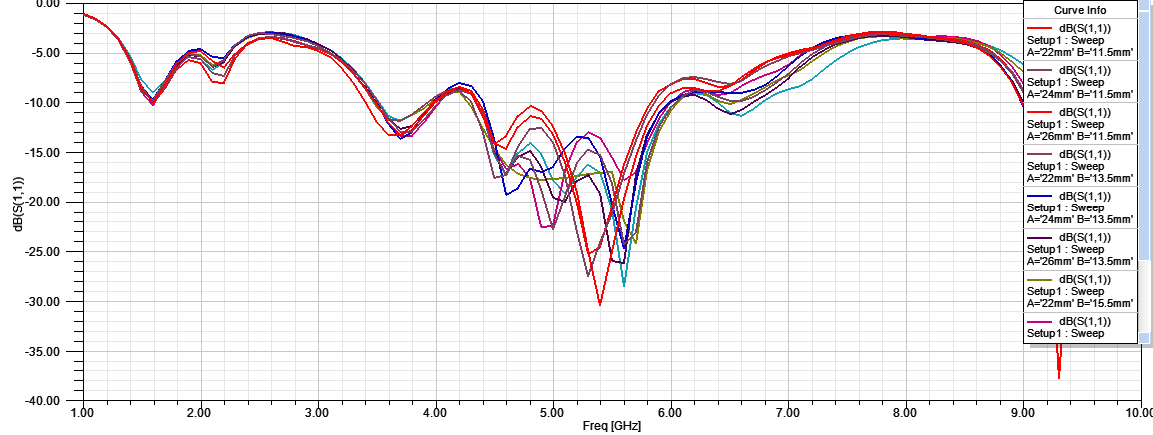 0.00
-5.00
-10.00
-15.00
-20.00
-25.00
-30.00
-35.00
-40.00
dB(S(1,1))
1.00 2.00 3.00 4.00 5.00 6.00 7.00 8.00 9.00 10.00
Freq [GHz]
Curve Info
dB(S(1,1))
Setup1 : Sweep
A='22mm' B='11.5mm'
dB(S(1,1))
Setup1 : Sweep
A='24mm' B='11.5mm'
dB(S(1,1))
Setup1 : Sweep
A='26mm' B='11.5mm'
dB(S(1,1))
Setup1 : Sweep
A='22mm' B='13.5mm'
dB(S(1,1))
Setup1 : Sweep
A='24mm' B='13.5mm'
dB(S(1,1))
Setup1 : Sweep
A='26mm' B='13.5mm'
dB(S(1,1))
Setup1 : Sweep
A='22mm' B='15.5mm'
dB(S(1,1))
Setup1 : Sweep